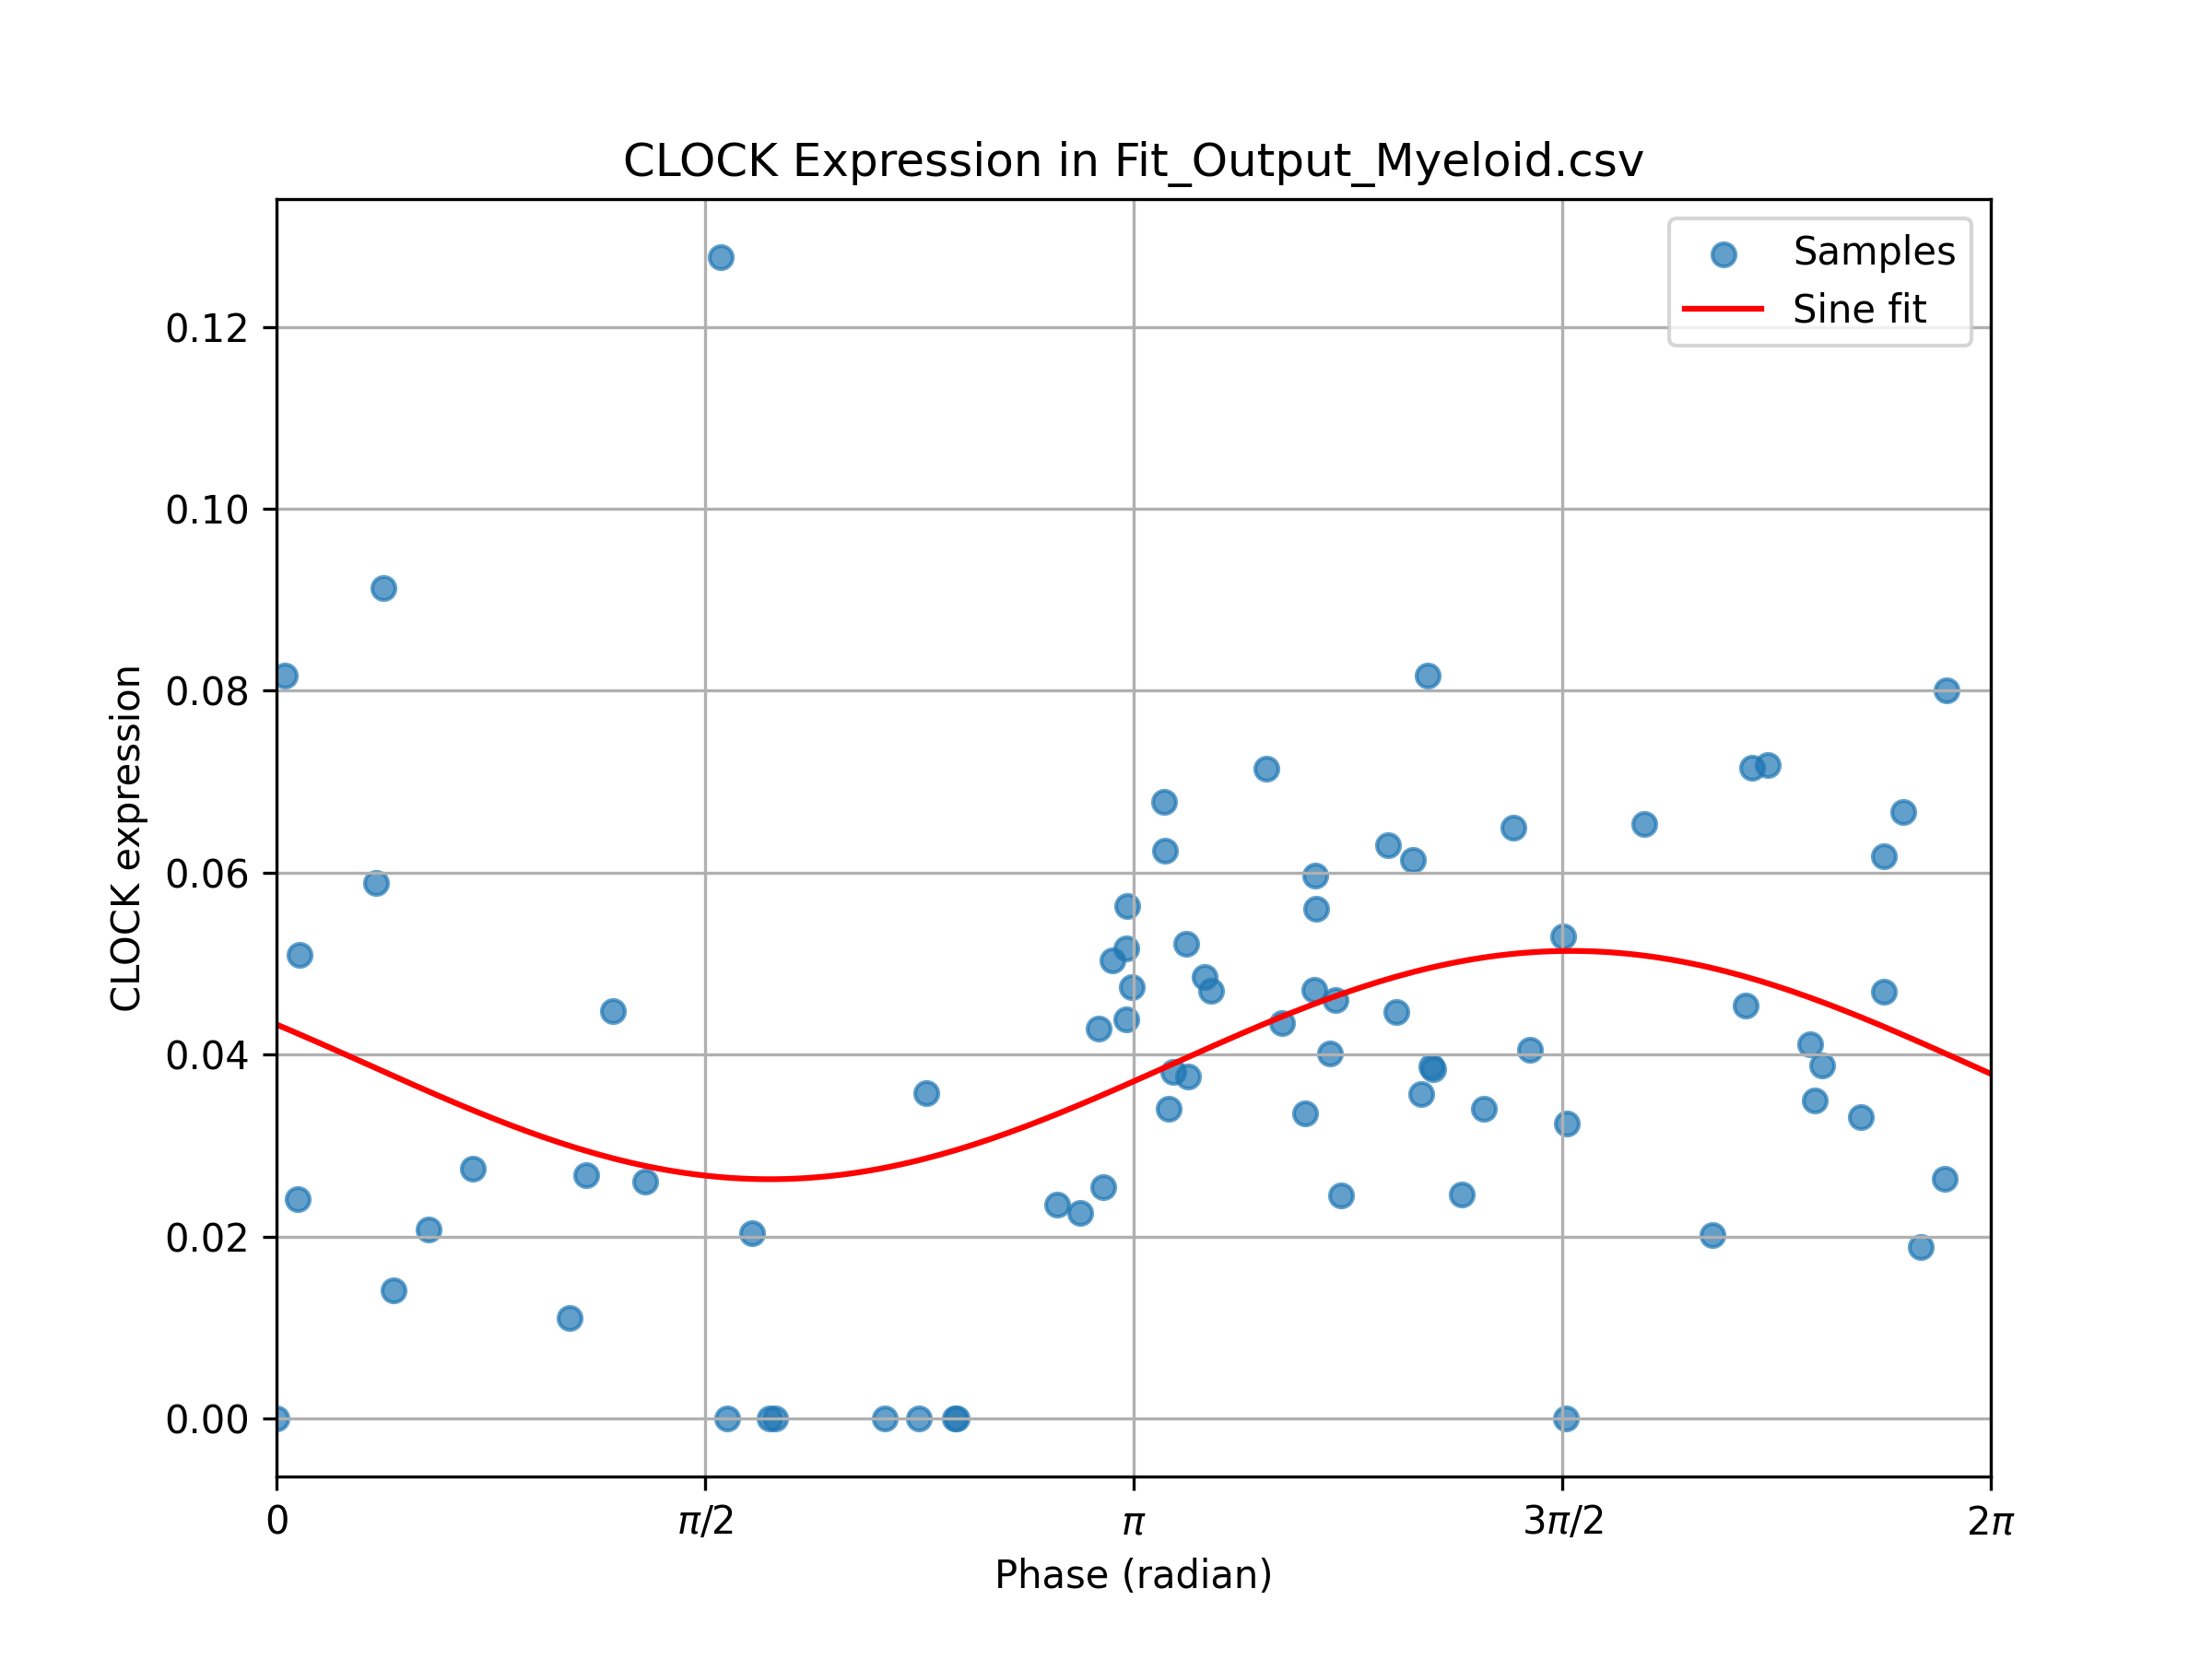 CLOCK Expression in Fit_Output_Myeloid.csv
Samples
Sine fit
CLOCK expression
0.12
0.10
0.08
0.06
0.04
0.02
0.00
0 π/2 π 3π/2 2π
Phase (radian)